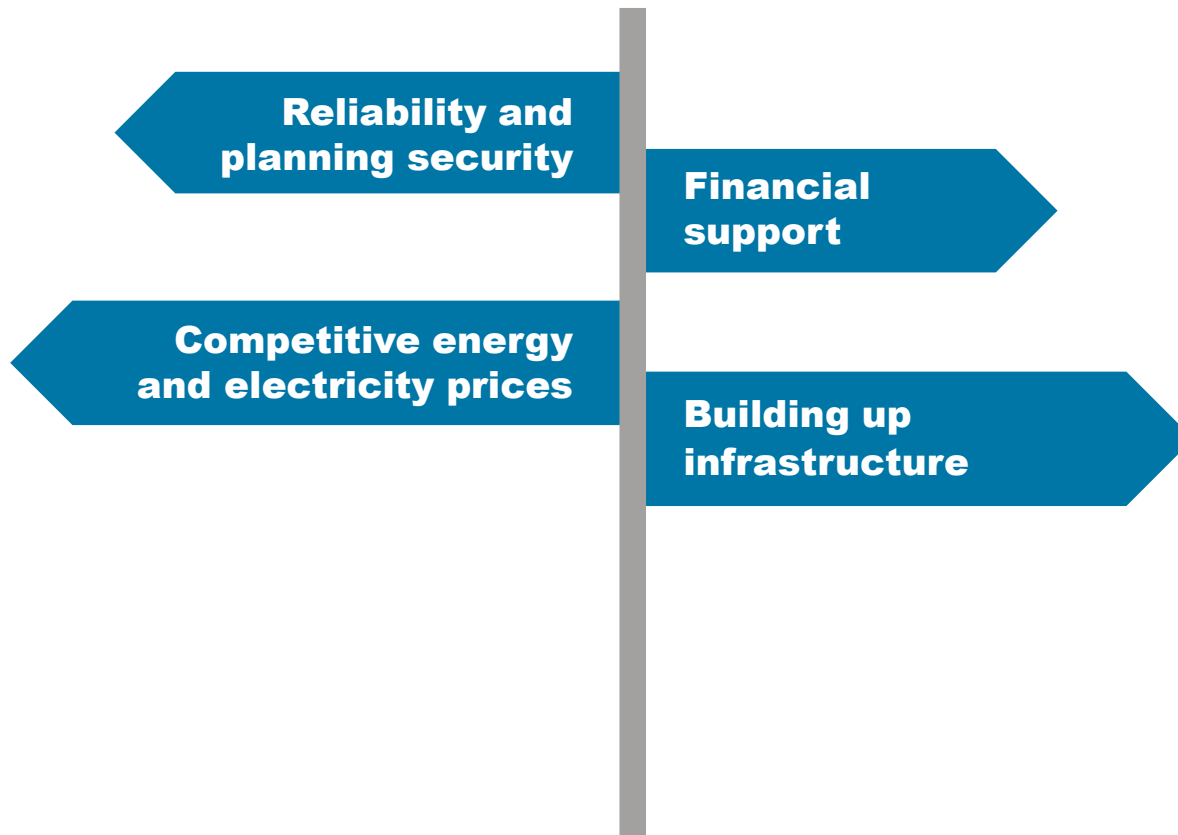 Reliability and
planning security
Financial
support
Competitive energy
and electricity prices
Building up
infrastructure